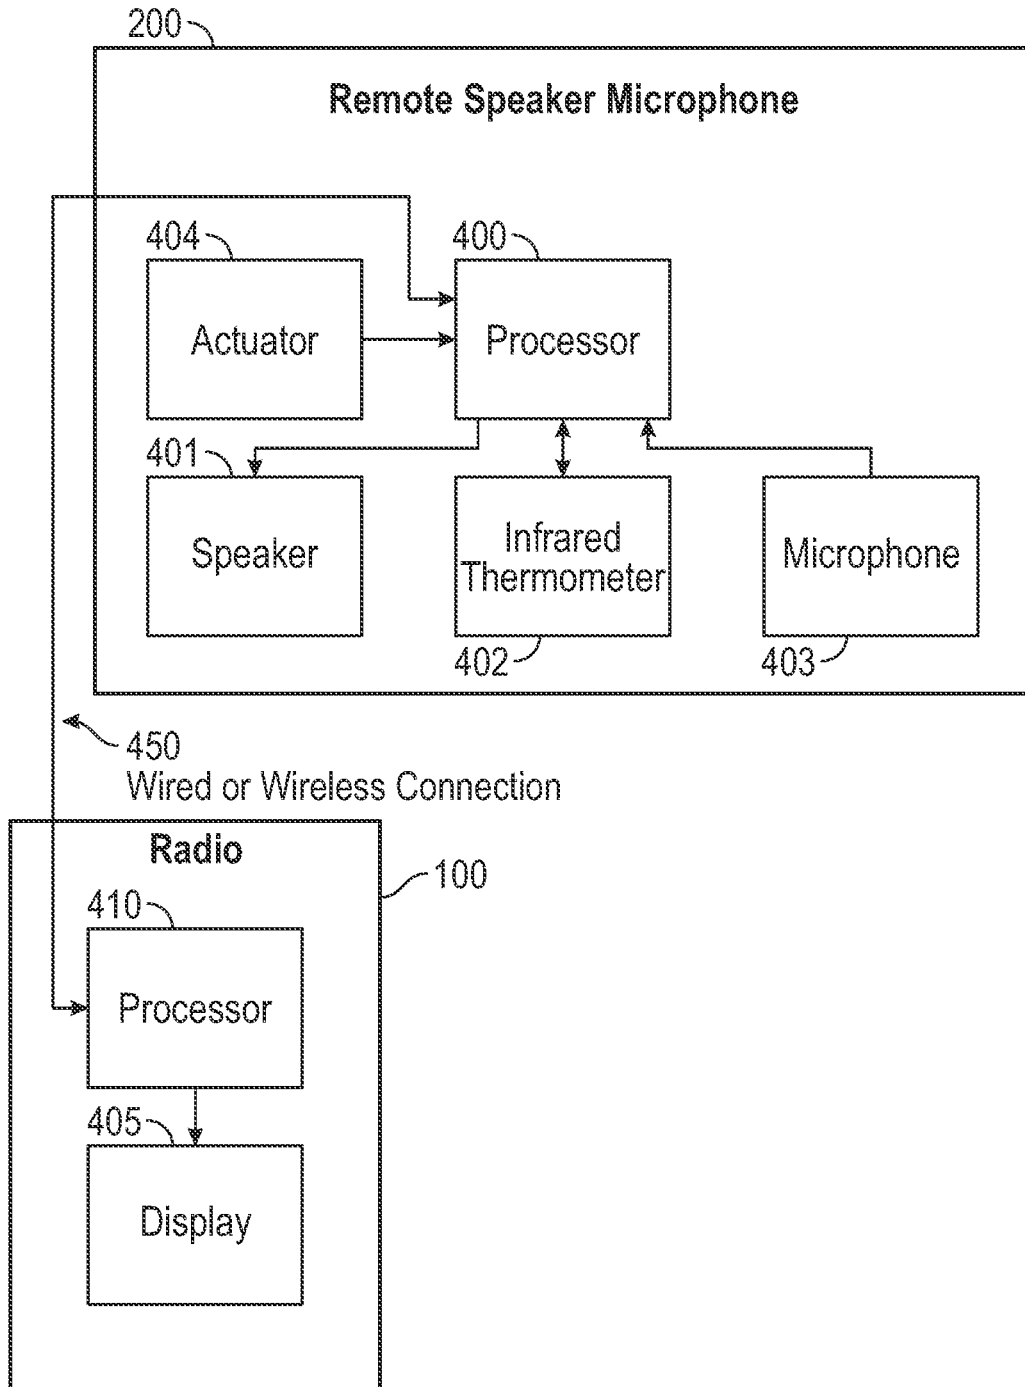 200
Remote Speaker Microphone
404
400
Actuator
Processor
401
Speaker
Infrared
Thermometer
Microphone
402
403
450
Wired or Wireless Connection
Radio
100
410
Processor
405
Display